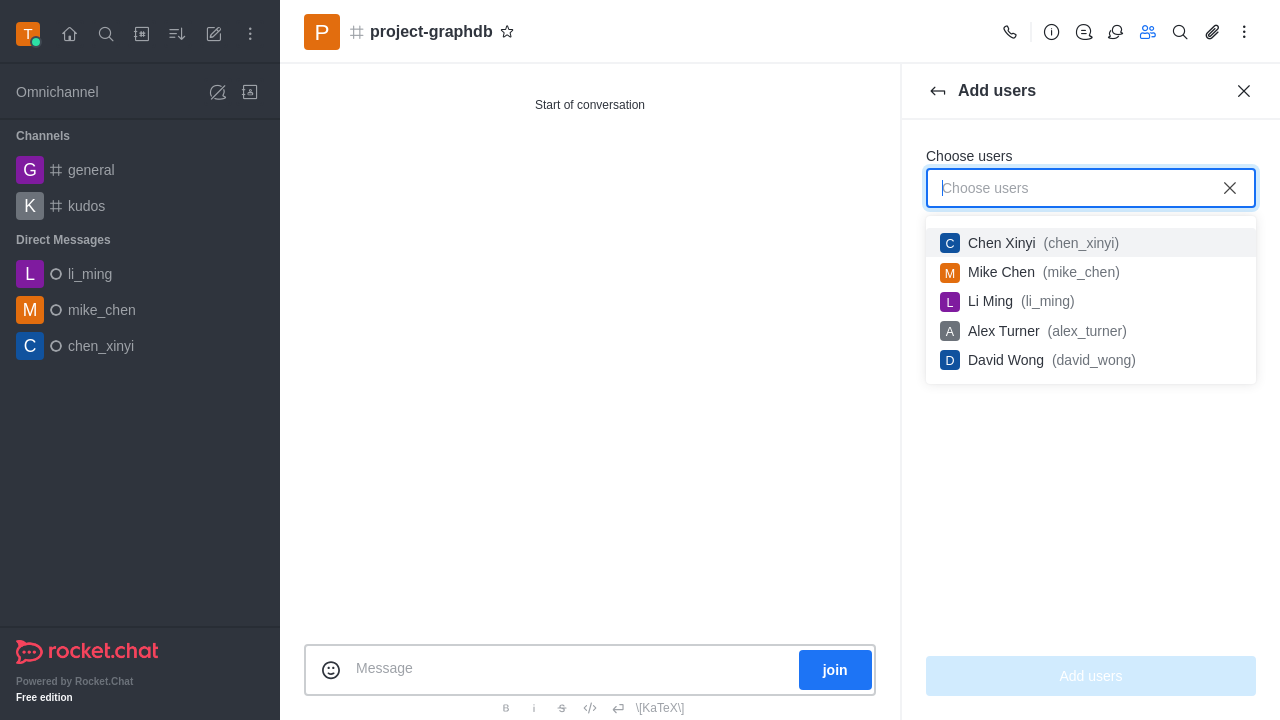 T
Omnichannel
Channels
G general
K kudos
Direct Messages
L li_ming
M mike_chen
C chen_xinyi
rocket.chat
Powered by Rocket.Chat
Free edition
P project-graphdb
Start of conversation
Message
join
B i S \[KaTeX\]
Add users
Choose users
Choose users
C Chen Xinyi (chen_xinyi)
M Mike Chen (mike_chen)
L Li Ming (li_ming)
A Alex Turner (alex_turner)
D David Wong (david_wong)
Add users